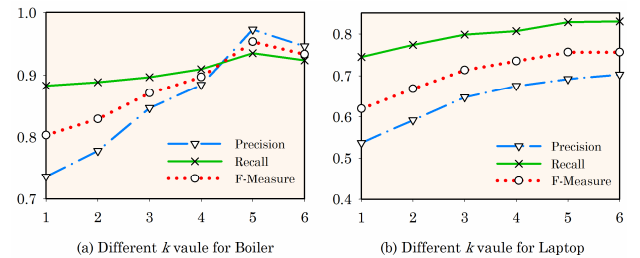 1.0
0.9
0.8
0.7
1 2 3 4 5 6
Precision
Recall
F-Measure
(a) Different k vaule for Boiler
0.8
0.7
0.6
0.5
0.4
1 2 3 4 5 6
Precision
Recall
F-Measure
(b) Different k vaule for Laptop